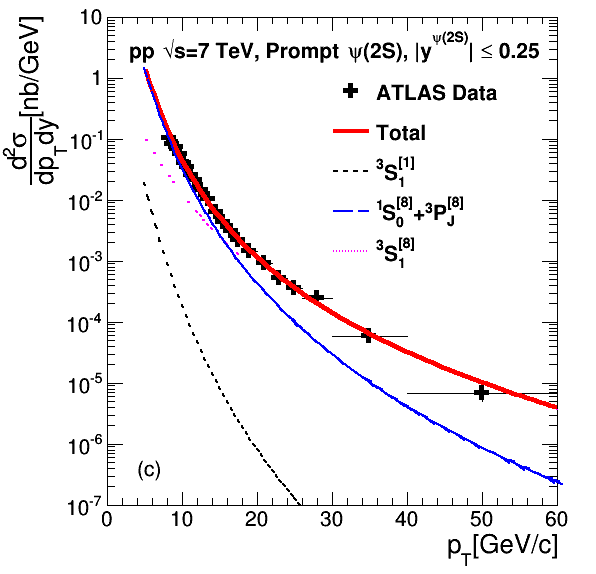 pp √s=7 TeV, Prompt ψ(2S), |y^ψ(2S)| ≤ 0.25
ATLAS Data
Total
³S₁^[1]
¹S₀^[8]+³P_J^[8]
³S₁^[8]
d²σ/dp_Tdy[nb/GeV]
10
1
10⁻¹
10⁻²
10⁻³
10⁻⁴
10⁻⁵
10⁻⁶
10⁻⁷
(c)
0 10 20 30 40 50 60
p_T[GeV/c]